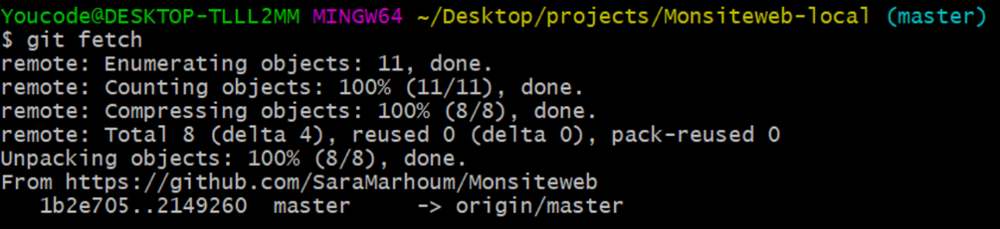 Youcode@DESKTOP-TLLL2MM MINGW64 ~/Desktop/projects/Monsiteweb-local (master)
$ git fetch
remote: Enumerating objects: 11, done.
remote: Counting objects: 100% (11/11), done.
remote: Compressing objects: 100% (8/8), done.
remote: Total 8 (delta 4), reused 0 (delta 0), pack-reused 0
Unpacking objects: 100% (8/8), done.
From https://github.com/SaraMarhoum/Monsiteweb
   1b2e705..2149260  master     -> origin/master